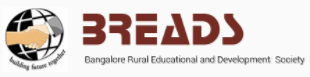 BREADS
Bangalore Rural Educational and Development Society
building future together